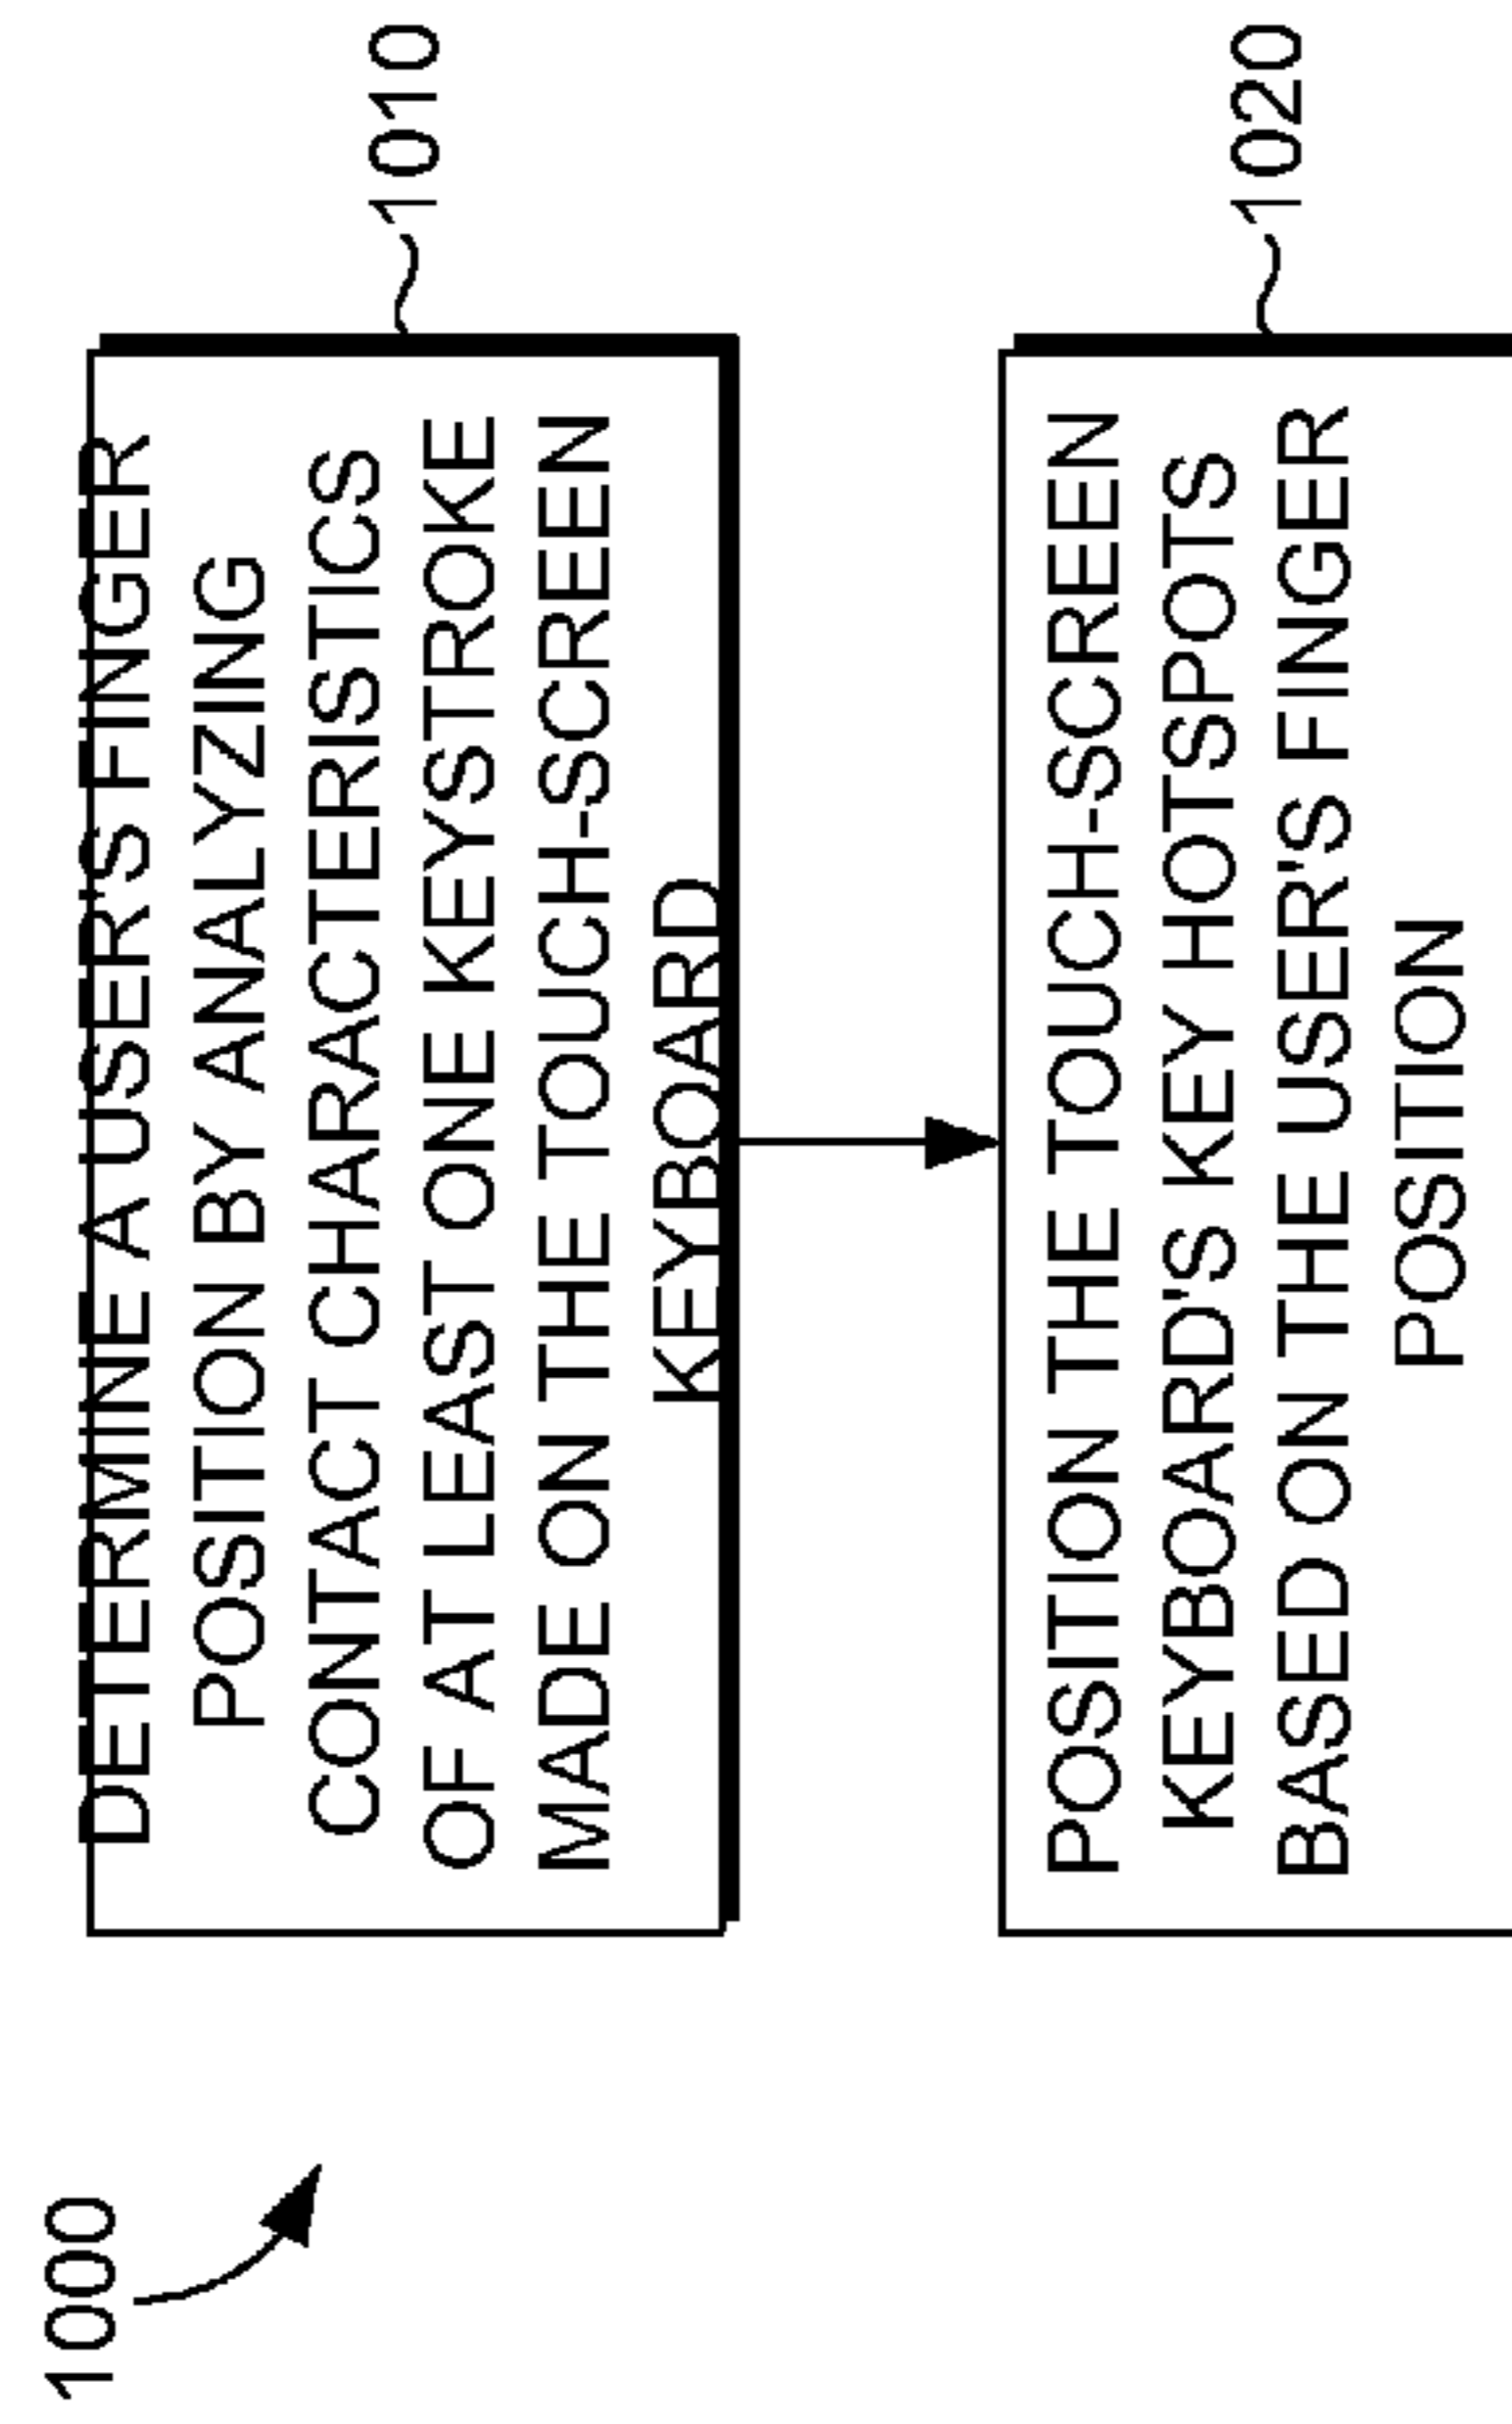 1000
DETERMINE A USER'S FINGER
POSITION BY ANALYZING
CONTACT CHARACTERISTICS
OF AT LEAST ONE KEYSTROKE
MADE ON THE TOUCH-SCREEN
KEYBOARD
1010
POSITION THE TOUCH-SCREEN
KEYBOARD'S KEY HOTSPOTS
BASED ON THE USER'S FINGER
POSITION
1020